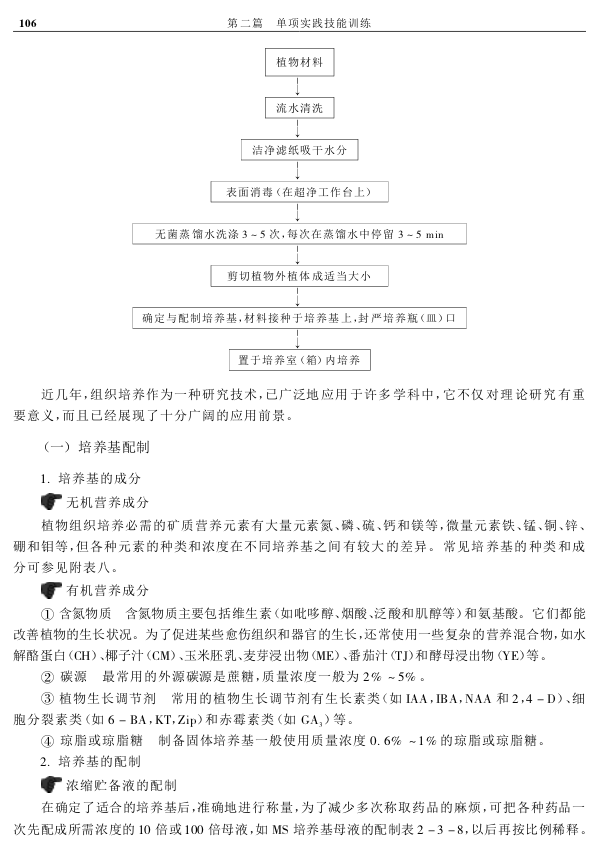 106
第二篇 单项实践技能训练
植物材料
流水清洗
洁净滤纸吸干水分
表面消毒(在超净工作台上)
无菌蒸馏水洗涤3~5次,每次在蒸馏水中停留3~5 min
剪切植物外植体成适当大小
确定与配制培养基,材料接种于培养基上,封严培养瓶(皿)口
置于培养室(箱)内培养
近几年,组织培养作为一种研究技术,已广泛地应用于许多学科中,它不仅对理论研究有重
要意义,而且已经展现了十分广阔的应用前景。
(一) 培养基配制
1. 培养基的成分
无机营养成分
植物组织培养必需的矿质营养元素有大量元素氮、磷、硫、钙和镁等,微量元素铁、锰、铜、锌、
硼和钼等,但各种元素的种类和浓度在不同培养基之间有较大的差异。常见培养基的种类和成
分可参见附表八。
有机营养成分
① 含氮物质 含氮物质主要包括维生素(如吡哆醇、烟酸、泛酸和肌醇等)和氨基酸。它们都能
改善植物的生长状况。为了促进某些愈伤组织和器官的生长,还常使用一些复杂的营养混合物,如水
解酪蛋白(CH)、椰子汁(CM)、玉米胚乳、麦芽浸出物(ME)、番茄汁(TJ)和酵母浸出物(YE)等。
② 碳源 最常用的外源碳源是蔗糖,质量浓度一般为2%~5%。
③ 植物生长调节剂 常用的植物生长调节剂有生长素类(如IAA,IBA,NAA和2,4-D)、细
胞分裂素类(如6-BA,KT,Zip)和赤霉素类(如GA₃)等。
④ 琼脂或琼脂糖 制备固体培养基一般使用质量浓度0.6%~1%的琼脂或琼脂糖。
2. 培养基的配制
浓缩贮备液的配制
在确定了适合的培养基后,准确地进行称量,为了减少多次称取药品的麻烦,可把各种药品一
次先配成所需浓度的10倍或100倍母液,如MS培养基母液的配制表2-3-8,以后再按比例稀释。